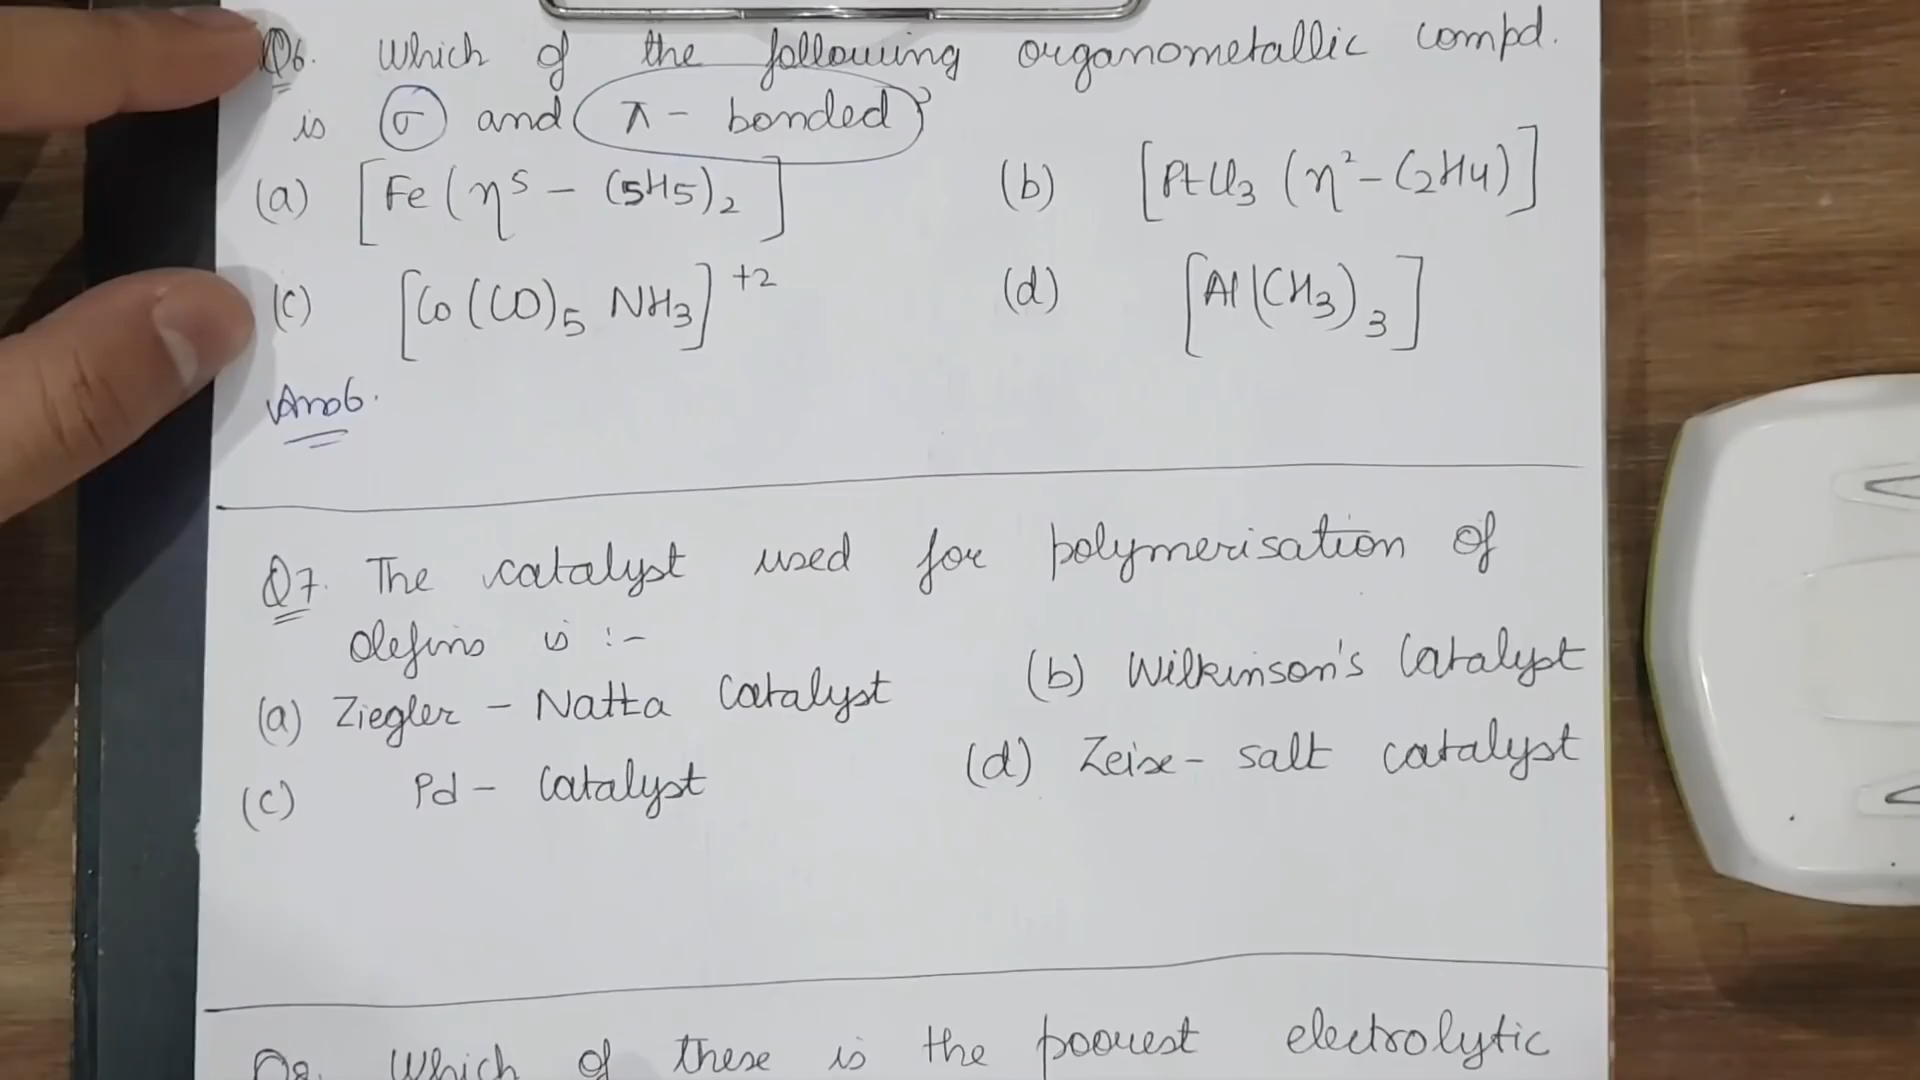 Q6. Which of the following organometallic compd.
is σ and π - bonded?
(a) [Fe(η⁵ - C5H5)₂] (b) [PtCl₃ (η² - C₂H4)]
(c) [Co(CO)₅ NH₃]⁺² (d) [Al(CH₃)₃]
Ans6.
Q7. The catalyst used for polymerisation of
olefins is :-
(a) Ziegler - Natta Catalyst (b) Wilkinson's Catalyst
(c) Pd - Catalyst (d) Zeise - salt catalyst
Q8. Which of these is the poorest electrolytic